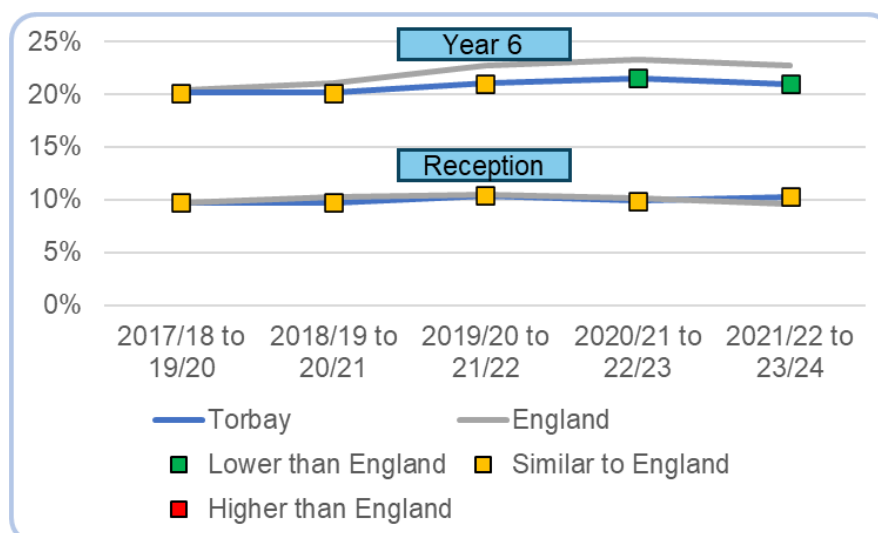 25%
Year 6
20%
15%
Reception
10%
5%
0%
2017/18 to 2018/19 to 2019/20 to 2020/21 to 2021/22 to
19/20 20/21 21/22 22/23 23/24
Torbay England
Lower than England Similar to England
Higher than England